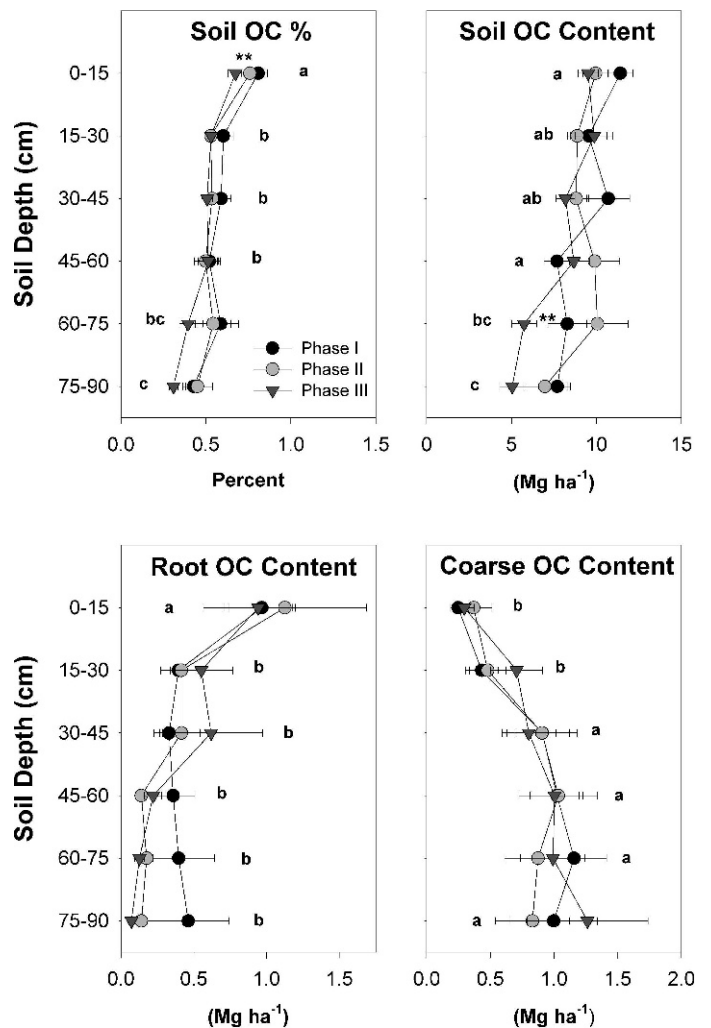 Soil OC %
Soil OC Content
Soil Depth (cm)
0-15
15-30
30-45
45-60
60-75
75-90
**
a
b
b
b
bc
c
Phase I
Phase II
Phase III
0.0 0.5 1.0 1.5
Percent
a
ab
ab
a
bc
**
c
0 5 10 15
(Mg ha-1)
Root OC Content
Coarse OC Content
Soil Depth (cm)
0-15
15-30
30-45
45-60
60-75
75-90
a
b
b
b
b
b
0.0 0.5 1.0 1.5
(Mg ha-1)
b
b
a
a
a
a
0.0 0.5 1.0 1.5 2.0
(Mg ha-1)